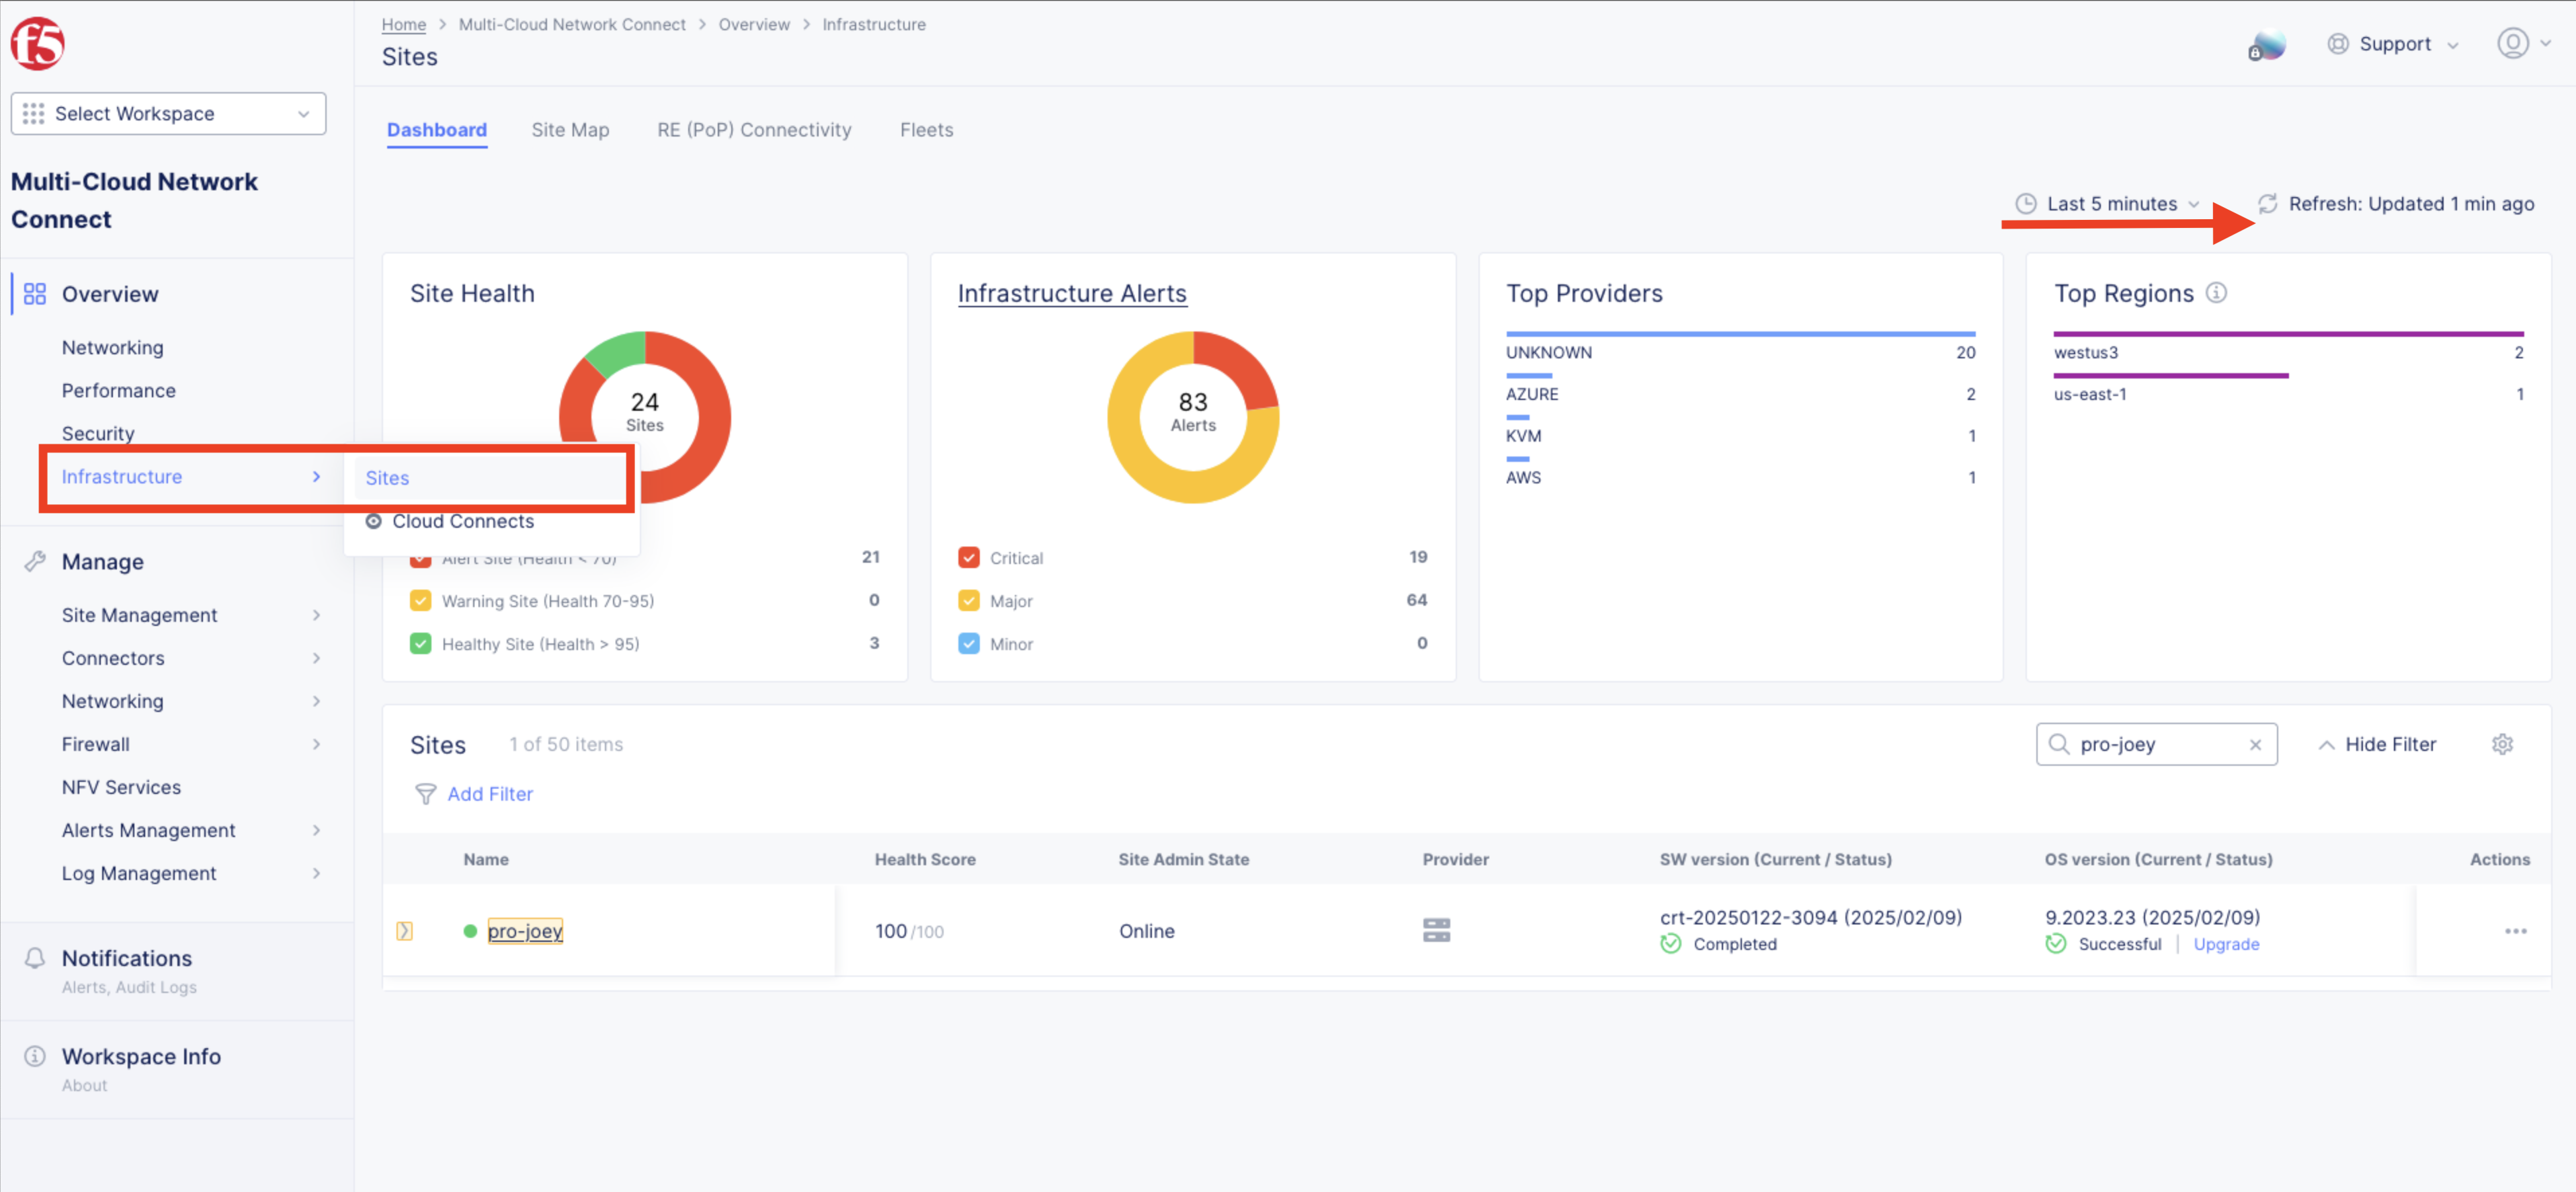 f5
Select Workspace
Multi-Cloud Network
Connect
Overview
Networking
Performance
Security
Infrastructure
Sites
Cloud Connects
Manage
Site Management
Connectors
Networking
Firewall
NFV Services
Alerts Management
Log Management
Notifications
Alerts, Audit Logs
Workspace Info
About
Home > Multi-Cloud Network Connect > Overview > Infrastructure
Sites
Support
Dashboard Site Map RE (PoP) Connectivity Fleets
Last 5 minutes Refresh: Updated 1 min ago
Site Health
24
Sites
Alert Site (Health < 70) 21
Warning Site (Health 70-95) 0
Healthy Site (Health > 95) 3
Infrastructure Alerts
83
Alerts
Critical 19
Major 64
Minor 0
Top Providers
UNKNOWN 20
AZURE 2
KVM 1
AWS 1
Top Regions
westus3 2
us-east-1 1
Sites 1 of 50 items
pro-joey Hide Filter
Add Filter
Name Health Score Site Admin State Provider SW version (Current / Status) OS version (Current / Status) Actions
pro-joey 100 /100 Online crt-20250122-3094 (2025/02/09) 9.2023.23 (2025/02/09)
Completed Successful | Upgrade